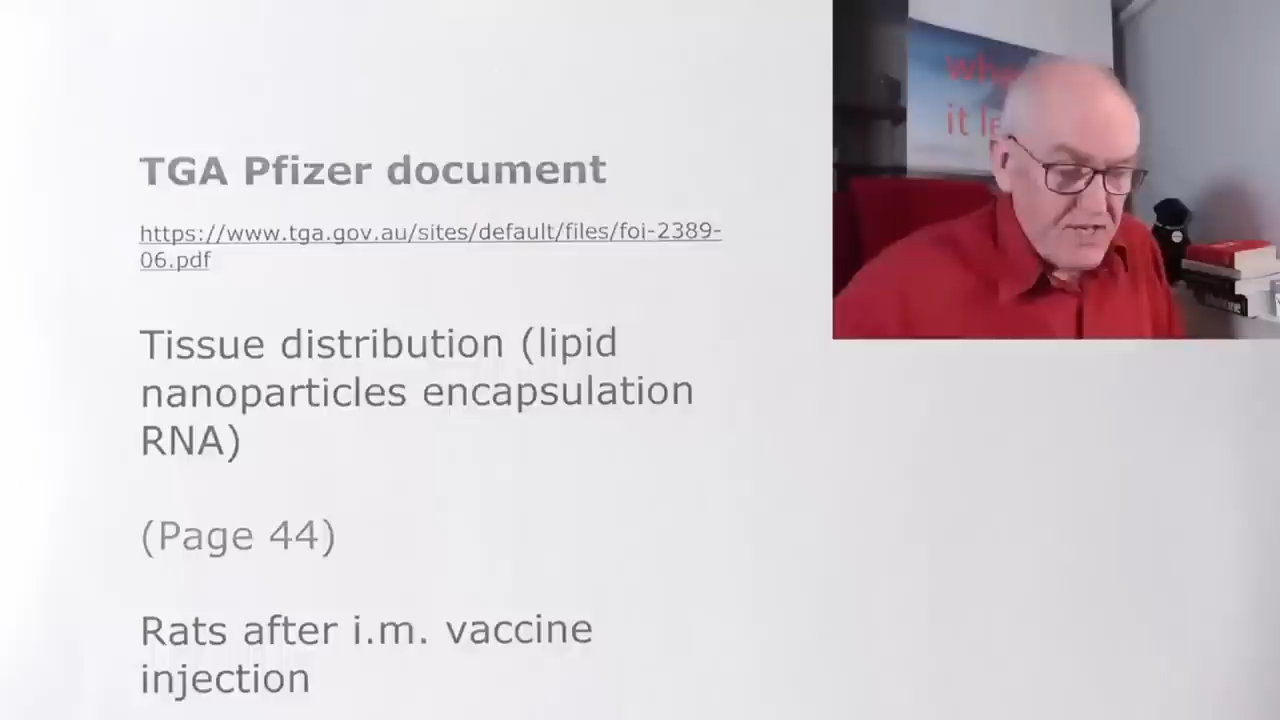 TGA Pfizer document
https://www.tga.gov.au/sites/default/files/foi-2389-
06.pdf
Tissue distribution (lipid
nanoparticles encapsulation
RNA)
(Page 44)
Rats after i.m. vaccine
injection
it